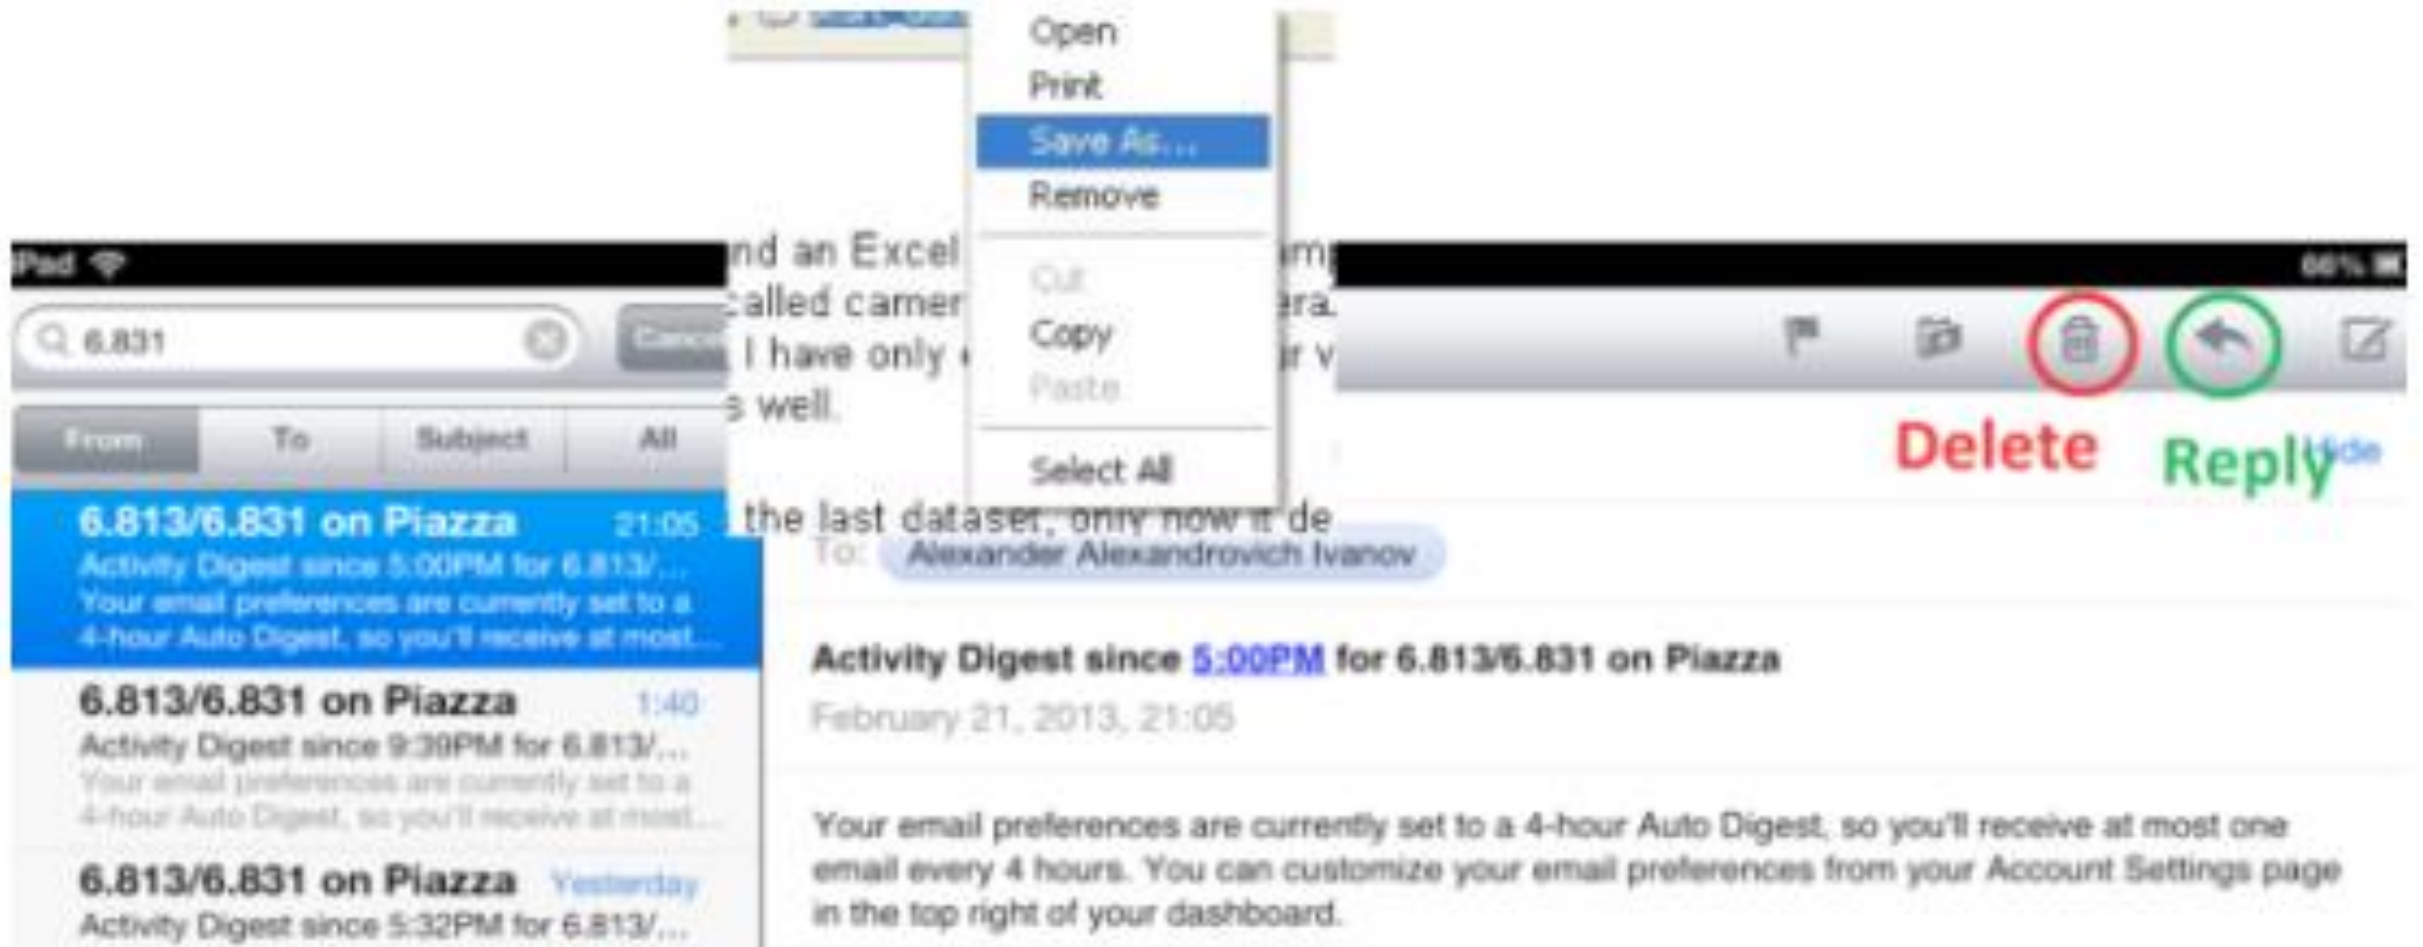 Open
Print
Save As...
Remove
Cut
Copy
Paste
Select All
nd an Excel
called camer
I have only
s well.
the last dataset, only now it de
iPad
66%
6.831
Cancel
From To Subject All
Delete
Reply
6.813/6.831 on Piazza 21:05
Activity Digest since 5:00PM for 6.813/...
Your email preferences are currently set to a
4-hour Auto Digest, so you'll receive at most...
6.813/6.831 on Piazza 1:40
Activity Digest since 9:39PM for 6.813/...
Your email preferences are currently set to a
4-hour Auto Digest, so you'll receive at most...
6.813/6.831 on Piazza Yesterday
Activity Digest since 5:32PM for 6.813/...
To: Alexander Alexandrovich Ivanov
Activity Digest since 5:00PM for 6.813/6.831 on Piazza
February 21, 2013, 21:05
Your email preferences are currently set to a 4-hour Auto Digest, so you'll receive at most one
email every 4 hours. You can customize your email preferences from your Account Settings page
in the top right of your dashboard.